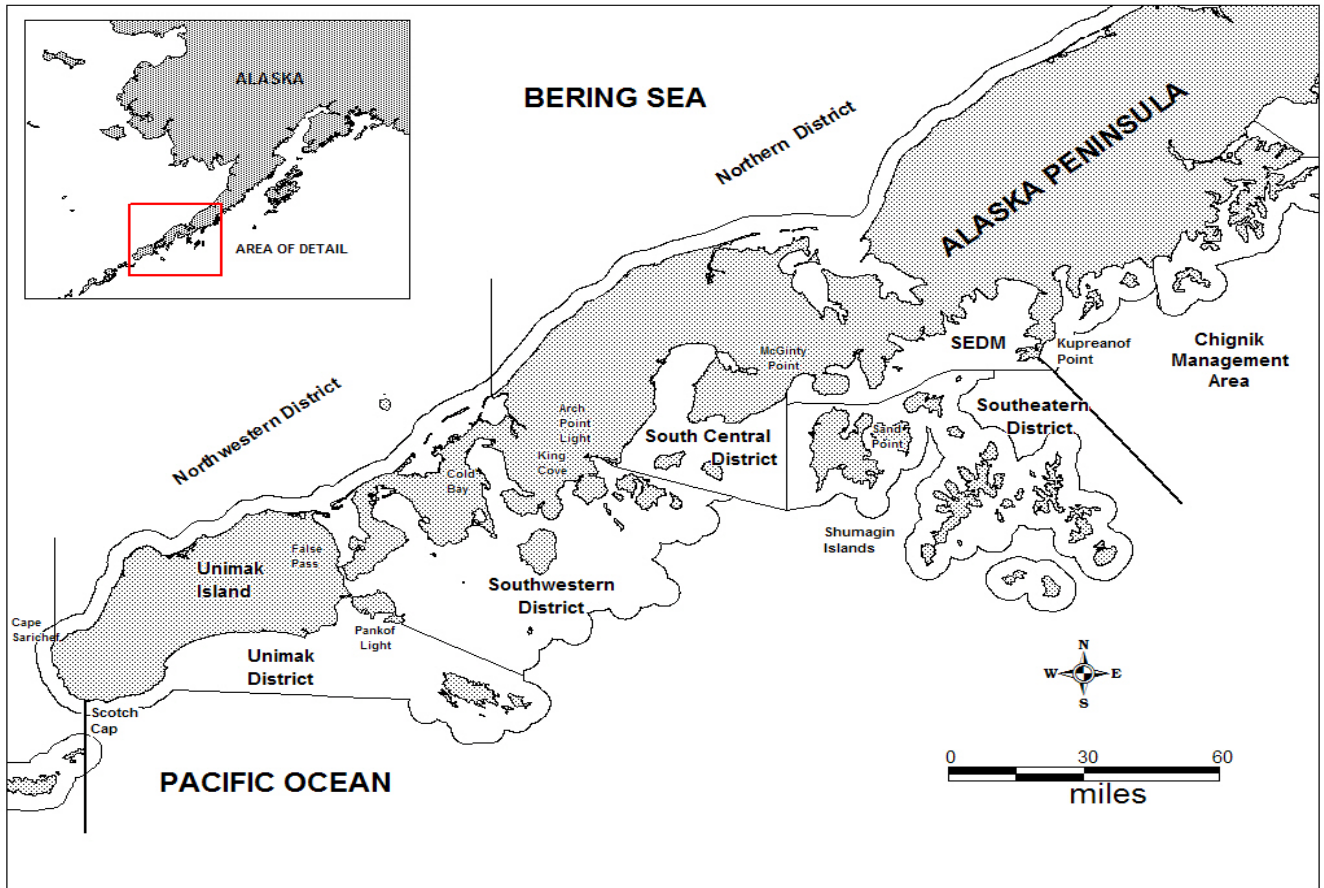 ALASKA
AREA OF DETAIL
BERING SEA
Northern District
ALASKA PENINSULA
Northwestern District
McGinty
Point
SEDM
Kupreanof
Point
Chignik
Management
Area
Arch
Point
Light
King
Cove
Cold
Bay
South Central
District
Sand
Point
Southeatern
District
Shumagin
Islands
False
Pass
Unimak
Island
Southwestern
District
Cape
Sarichef
Pankof
Light
Unimak
District
Scotch
Cap
PACIFIC OCEAN
N
W E
S
0 30 60
miles